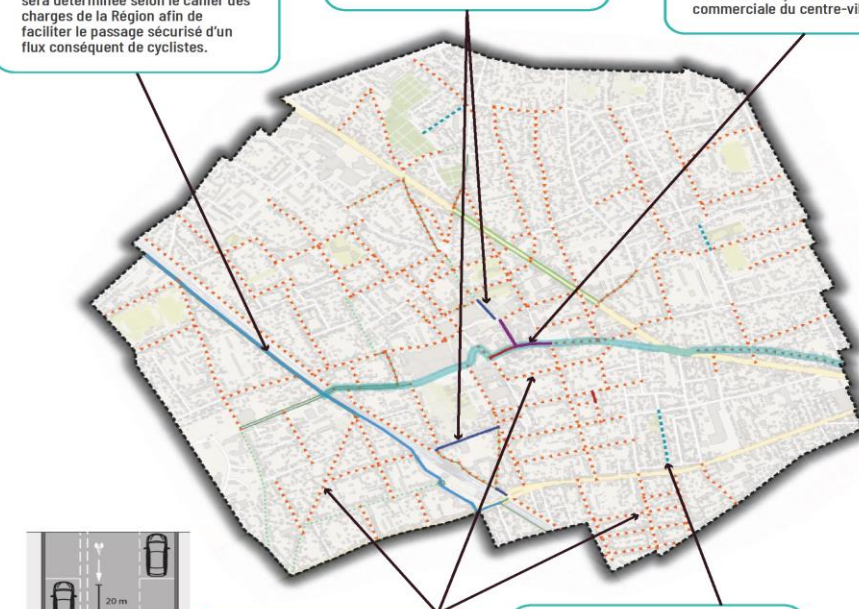 sera déterminée selon le cahier des
charges de la Région afin de
faciliter le passage sécurisé d'un
flux conséquent de cyclistes.
commerciale du centre-vil
20 m